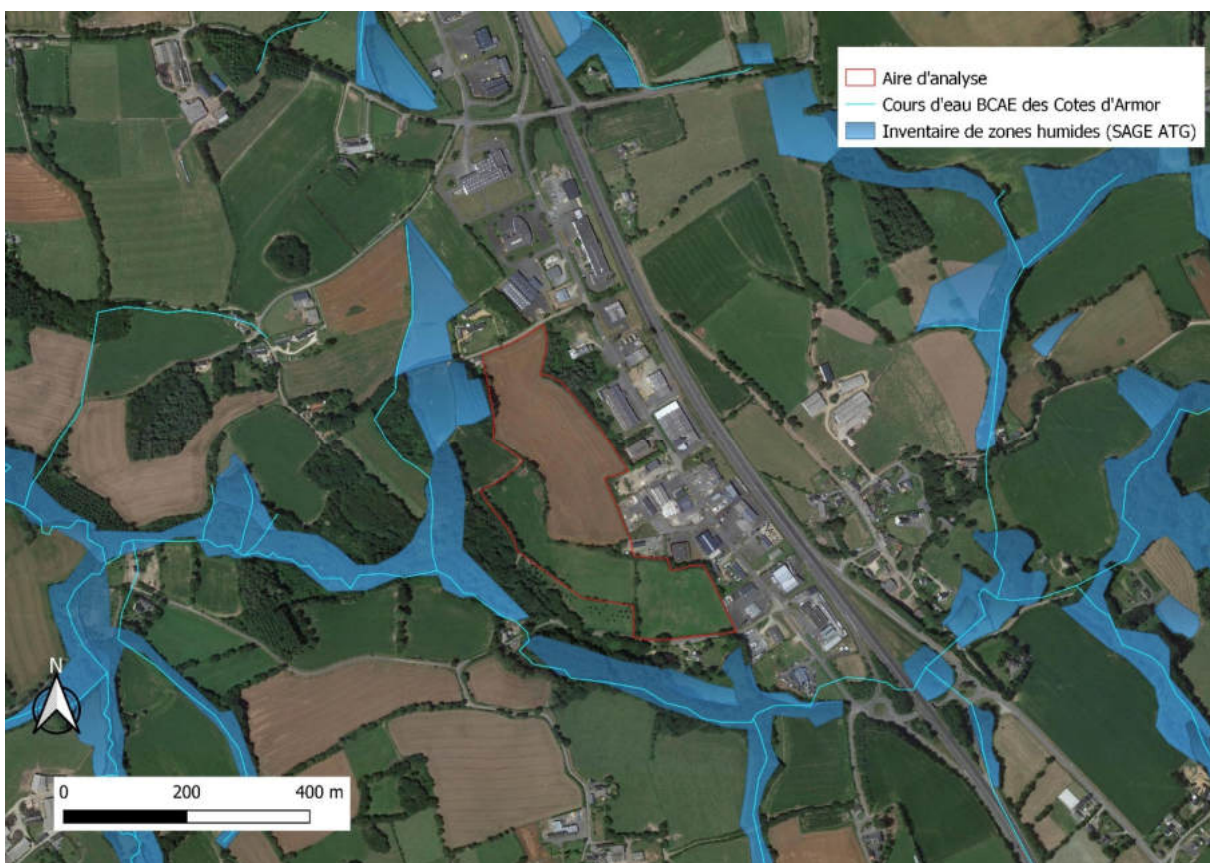 Aire d'analyse
Cours d'eau BCAE des Cotes d'Armor
Inventaire de zones humides (SAGE ATG)
N
0 200 400 m